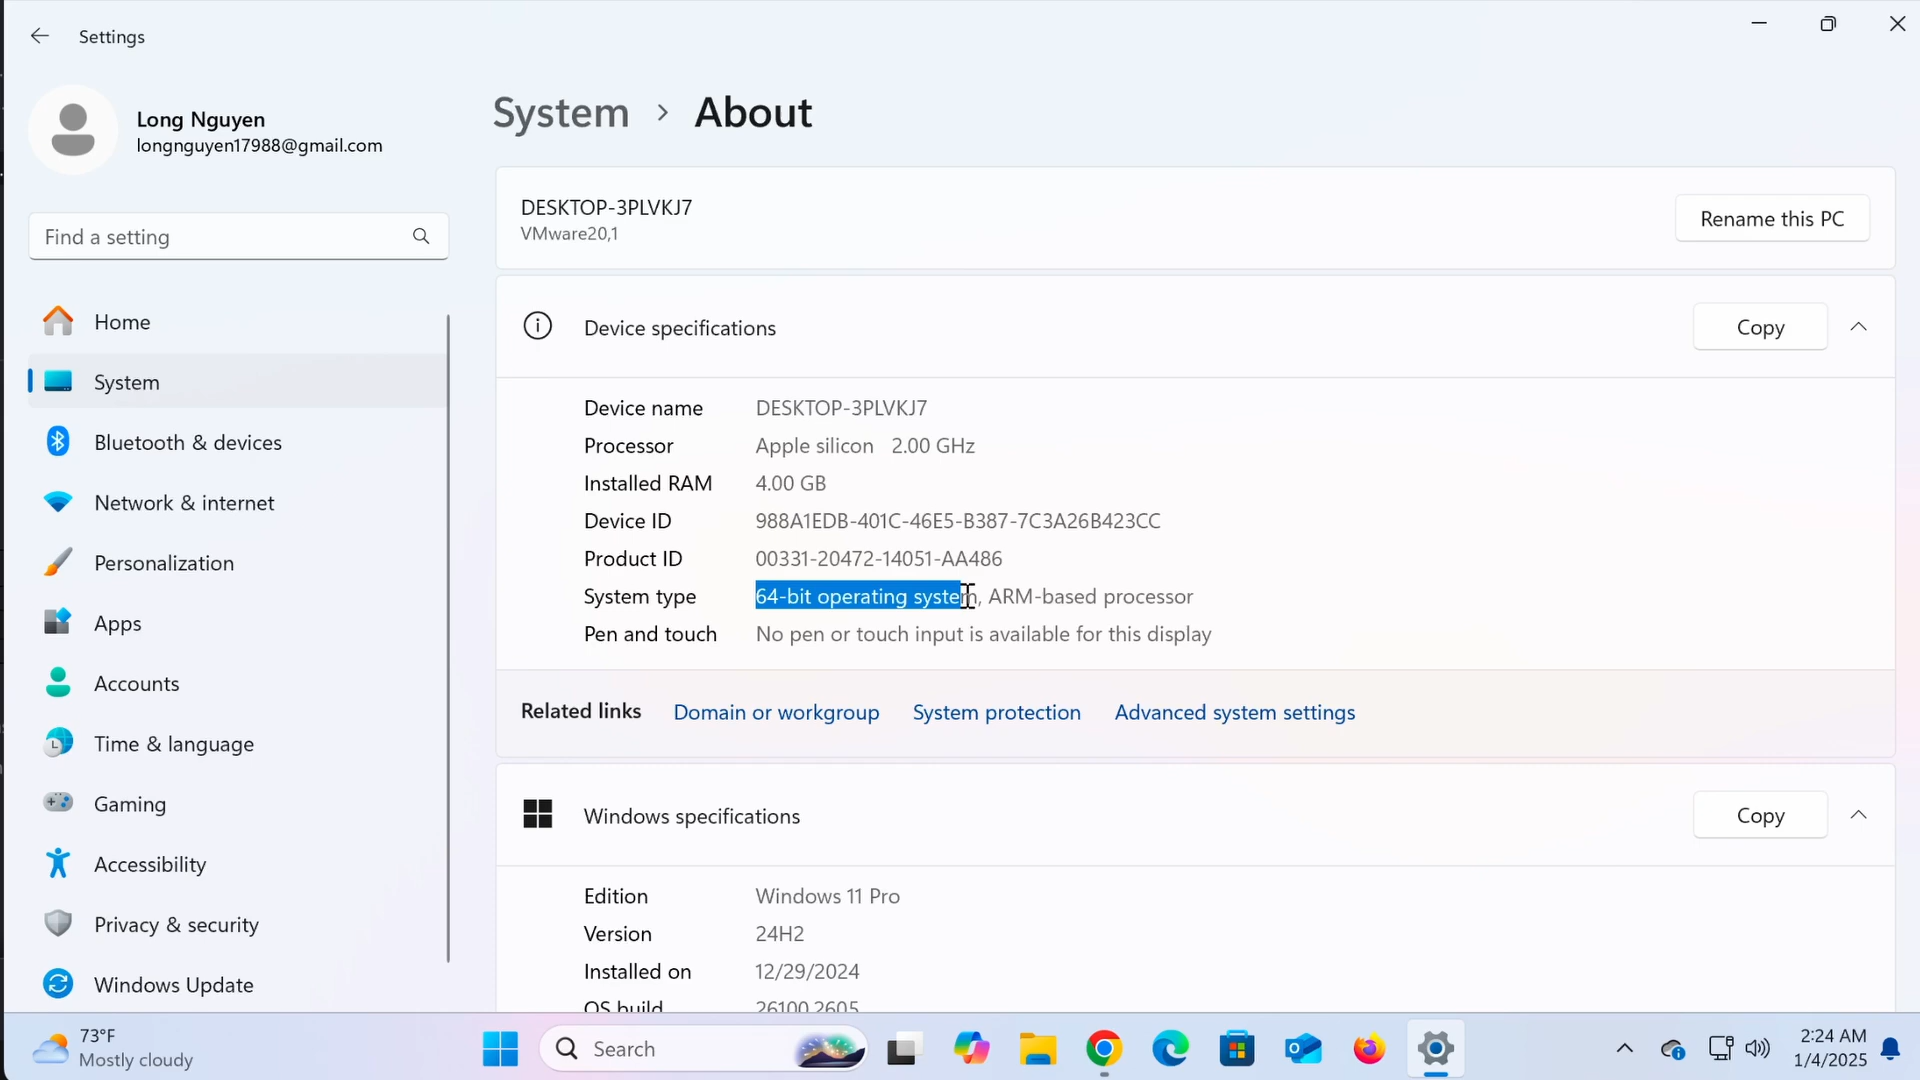 Settings
Long Nguyen
longnguyen17988@gmail.com
Find a setting
Home
System
Bluetooth & devices
Network & internet
Personalization
Apps
Accounts
Time & language
Gaming
Accessibility
Privacy & security
Windows Update
System > About
DESKTOP-3PLVKJ7
VMware20,1
Rename this PC
Device specifications
Copy
Device name DESKTOP-3PLVKJ7
Processor Apple silicon 2.00 GHz
Installed RAM 4.00 GB
Device ID 988A1EDB-401C-46E5-B387-7C3A26B423CC
Product ID 00331-20472-14051-AA486
System type 64-bit operating system, ARM-based processor
Pen and touch No pen or touch input is available for this display
Related links Domain or workgroup System protection Advanced system settings
Windows specifications
Copy
Edition Windows 11 Pro
Version 24H2
Installed on 12/29/2024
OS build 26100.2605
73°F
Mostly cloudy
Search
2:24 AM
1/4/2025